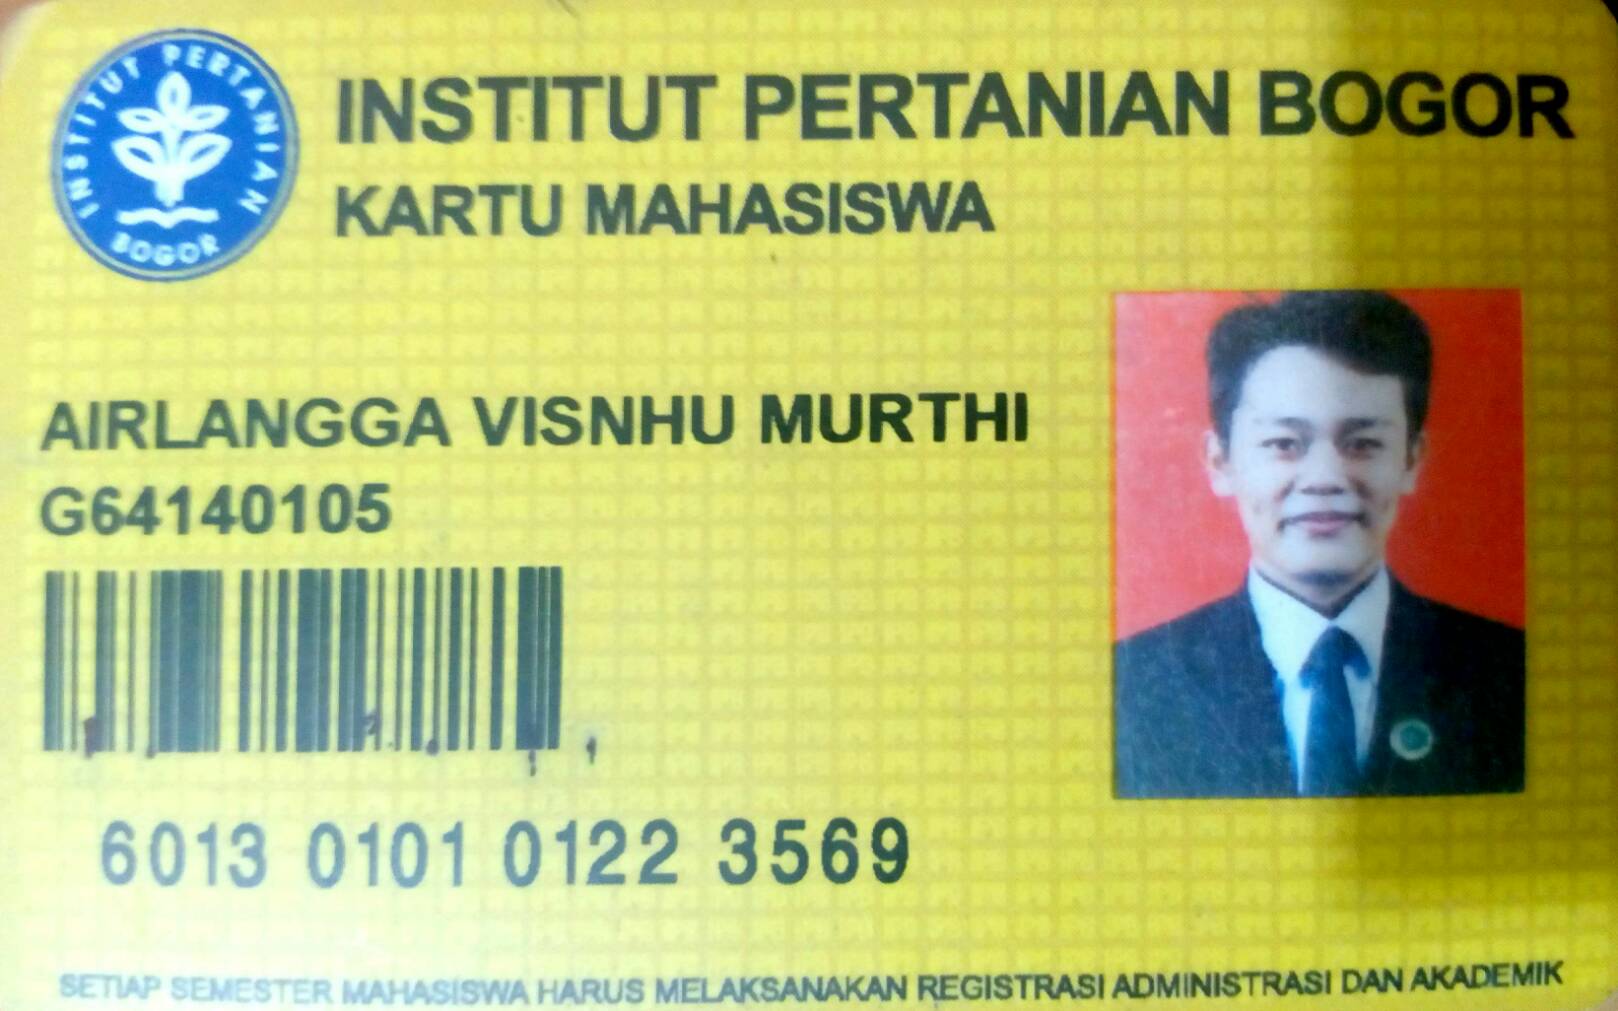 INSTITUT PERTANIAN BOGOR
INSTITUT PERTANIAN BOGOR
KARTU MAHASISWA
AIRLANGGA VISNHU MURTHI
G64140105
6013 0101 0122 3569
SETIAP SEMESTER MAHASISWA HARUS MELAKSANAKAN REGISTRASI ADMINISTRASI DAN AKADEMIK